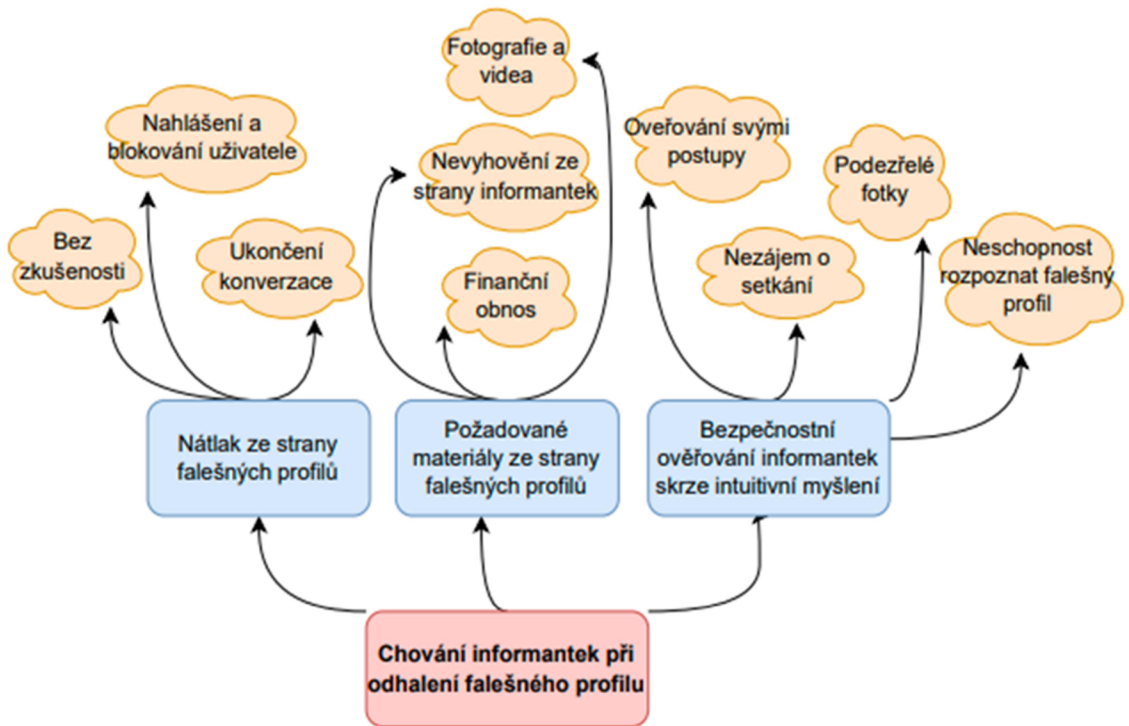 Fotografie a
videa
Nahlášení a
blokování uživatele
Nevyhovění ze
strany informantek
Oveřování svými
postupy
Podezřelé
fotky
Bez
zkušenosti
Ukončení
konverzace
Finanční
obnos
Nezájem o
setkání
Neschopnost
rozpoznat falešný
profil
Nátlak ze strany
falešných profilů
Požadované
materiály ze strany
falešných profilů
Bezpečnostní
ověřování informantek
skrze intuitivní myšlení
Chování informantek při
odhalení falešného profilu